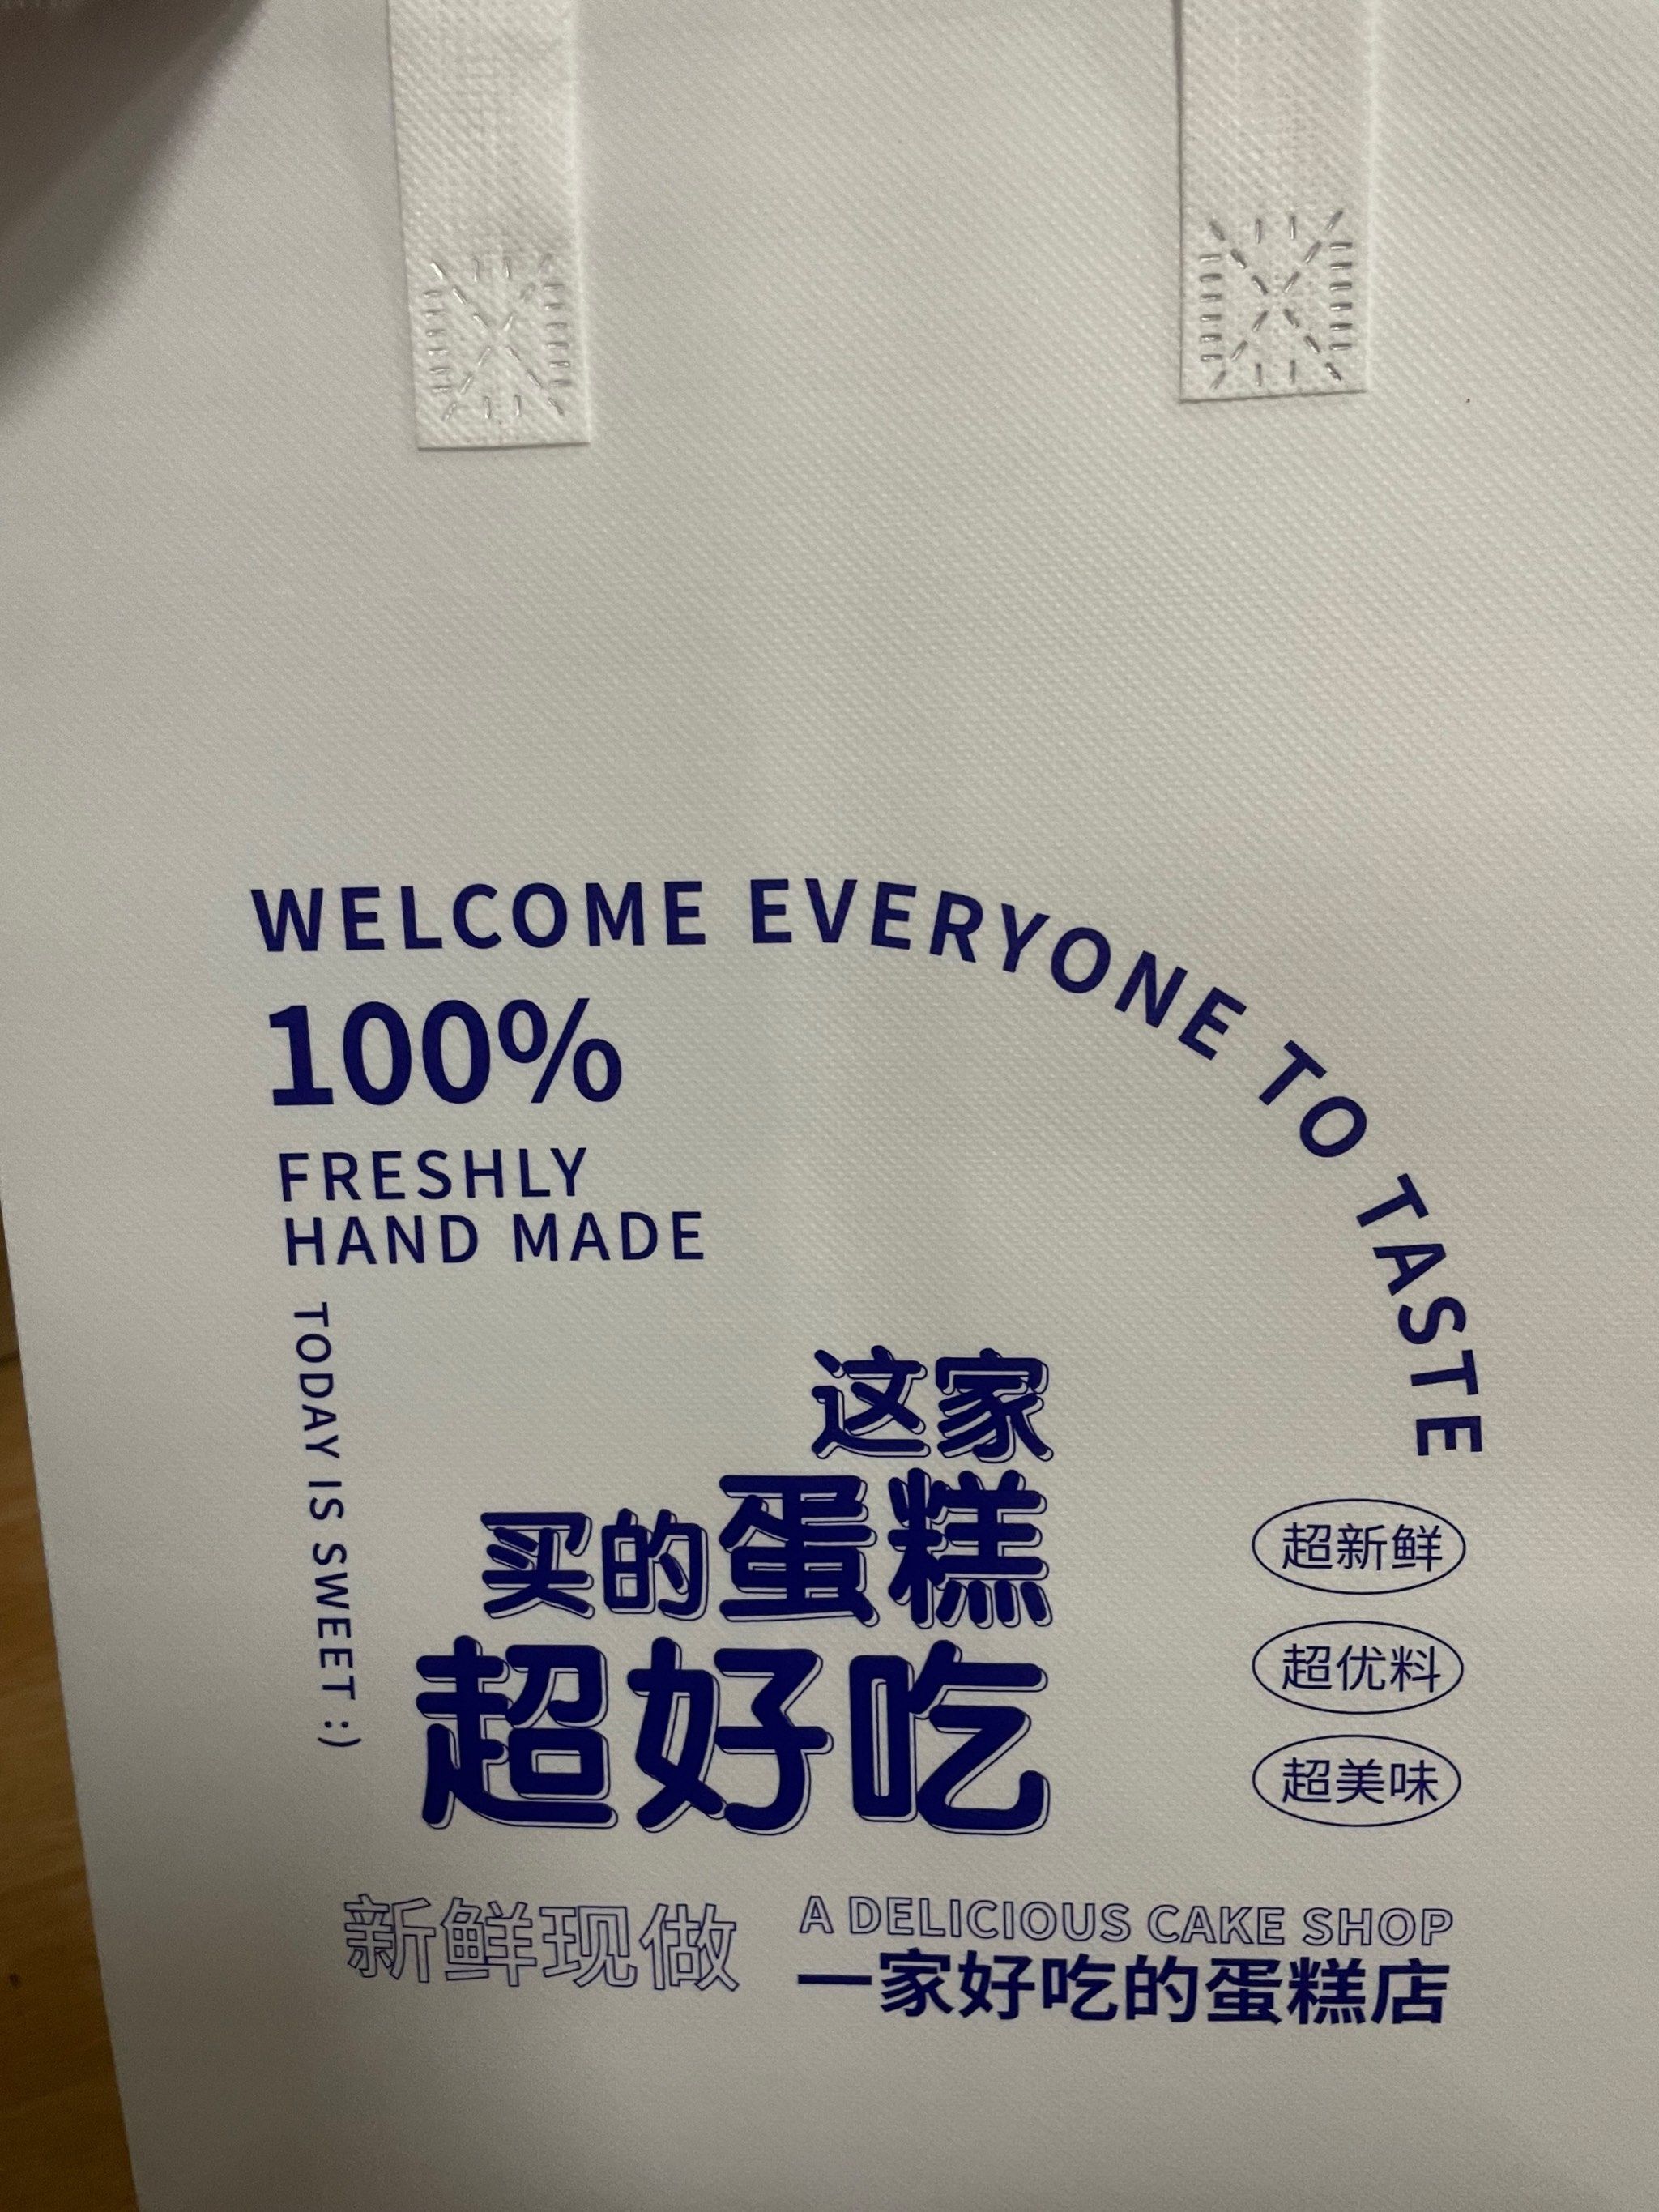 WELCOME EVERYONE TO TASTE
100%
FRESHLY
HAND MADE
TODAY IS SWEET :)
这家
买的蛋糕
超好吃
超新鲜
超优料
超美味
新鲜现做
A DELICIOUS CAKE SHOP
一家好吃的蛋糕店